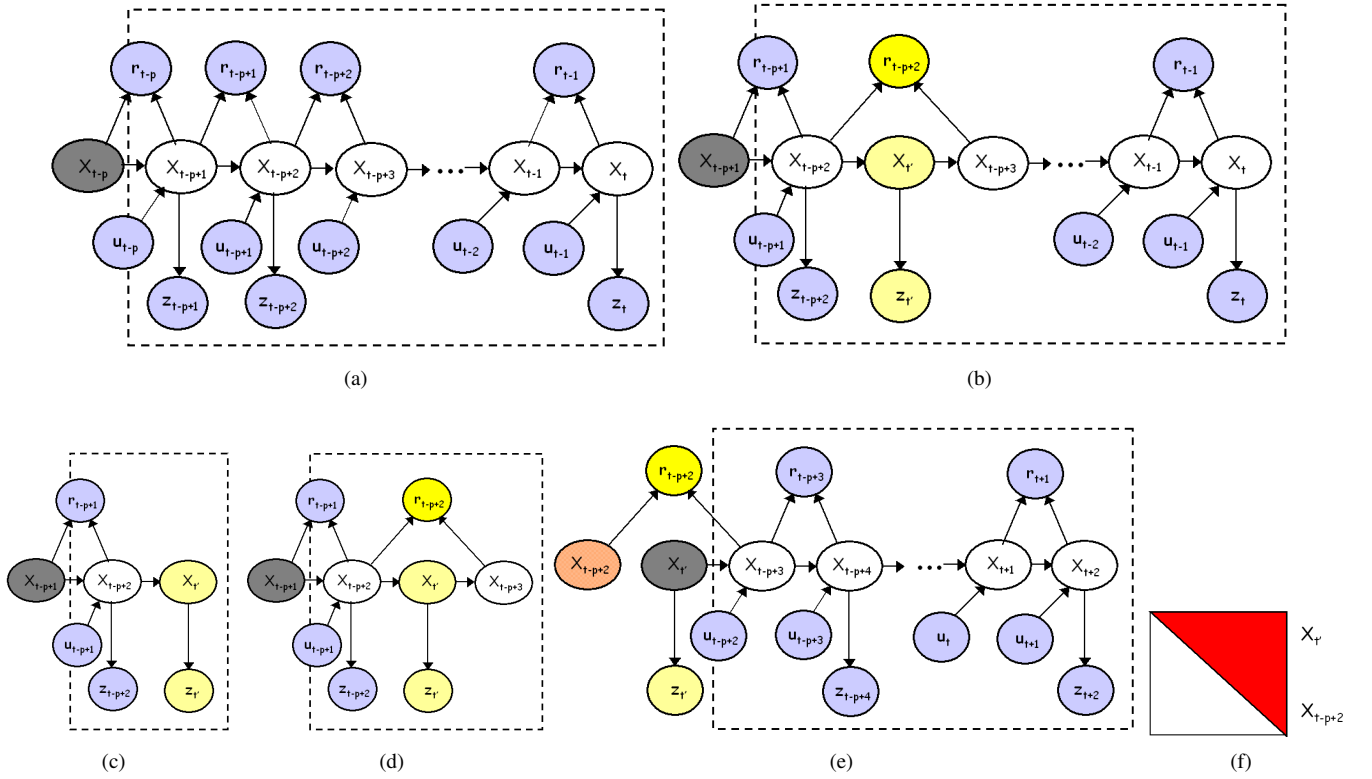 r_{t-p} r_{t-p+1} r_{t-p+2} r_{t-1}
X_{t-p} X_{t-p+1} X_{t-p+2} X_{t-p+3} ... X_{t-1} X_t
u_{t-p} u_{t-p+1} u_{t-p+2} u_{t-2} u_{t-1}
z_{t-p+1} z_{t-p+2} z_t
(a)
r_{t-p+1} r_{t-p+2} r_{t-1}
X_{t-p+1} X_{t-p+2} X_{t'} X_{t-p+3} ... X_{t-1} X_t
u_{t-p+1} u_{t-2} u_{t-1}
z_{t-p+2} z_{t'} z_t
(b)
r_{t-p+1}
X_{t-p+1} X_{t-p+2} X_{t'}
u_{t-p+1}
z_{t-p+2} z_{t'}
(c)
r_{t-p+1} r_{t-p+2}
X_{t-p+1} X_{t-p+2} X_{t'} X_{t-p+3}
u_{t-p+1}
z_{t-p+2} z_{t'}
(d)
r_{t-p+2} r_{t-p+3} r_{t+1}
X_{t-p+2} X_{t'} X_{t-p+3} X_{t-p+4} ... X_{t+1} X_{t+2}
u_{t-p+2} u_{t-p+3} u_t u_{t+1}
z_{t'} z_{t-p+4} z_{t+2}
(e)
X_{t'}
X_{t-p+2}
(f)